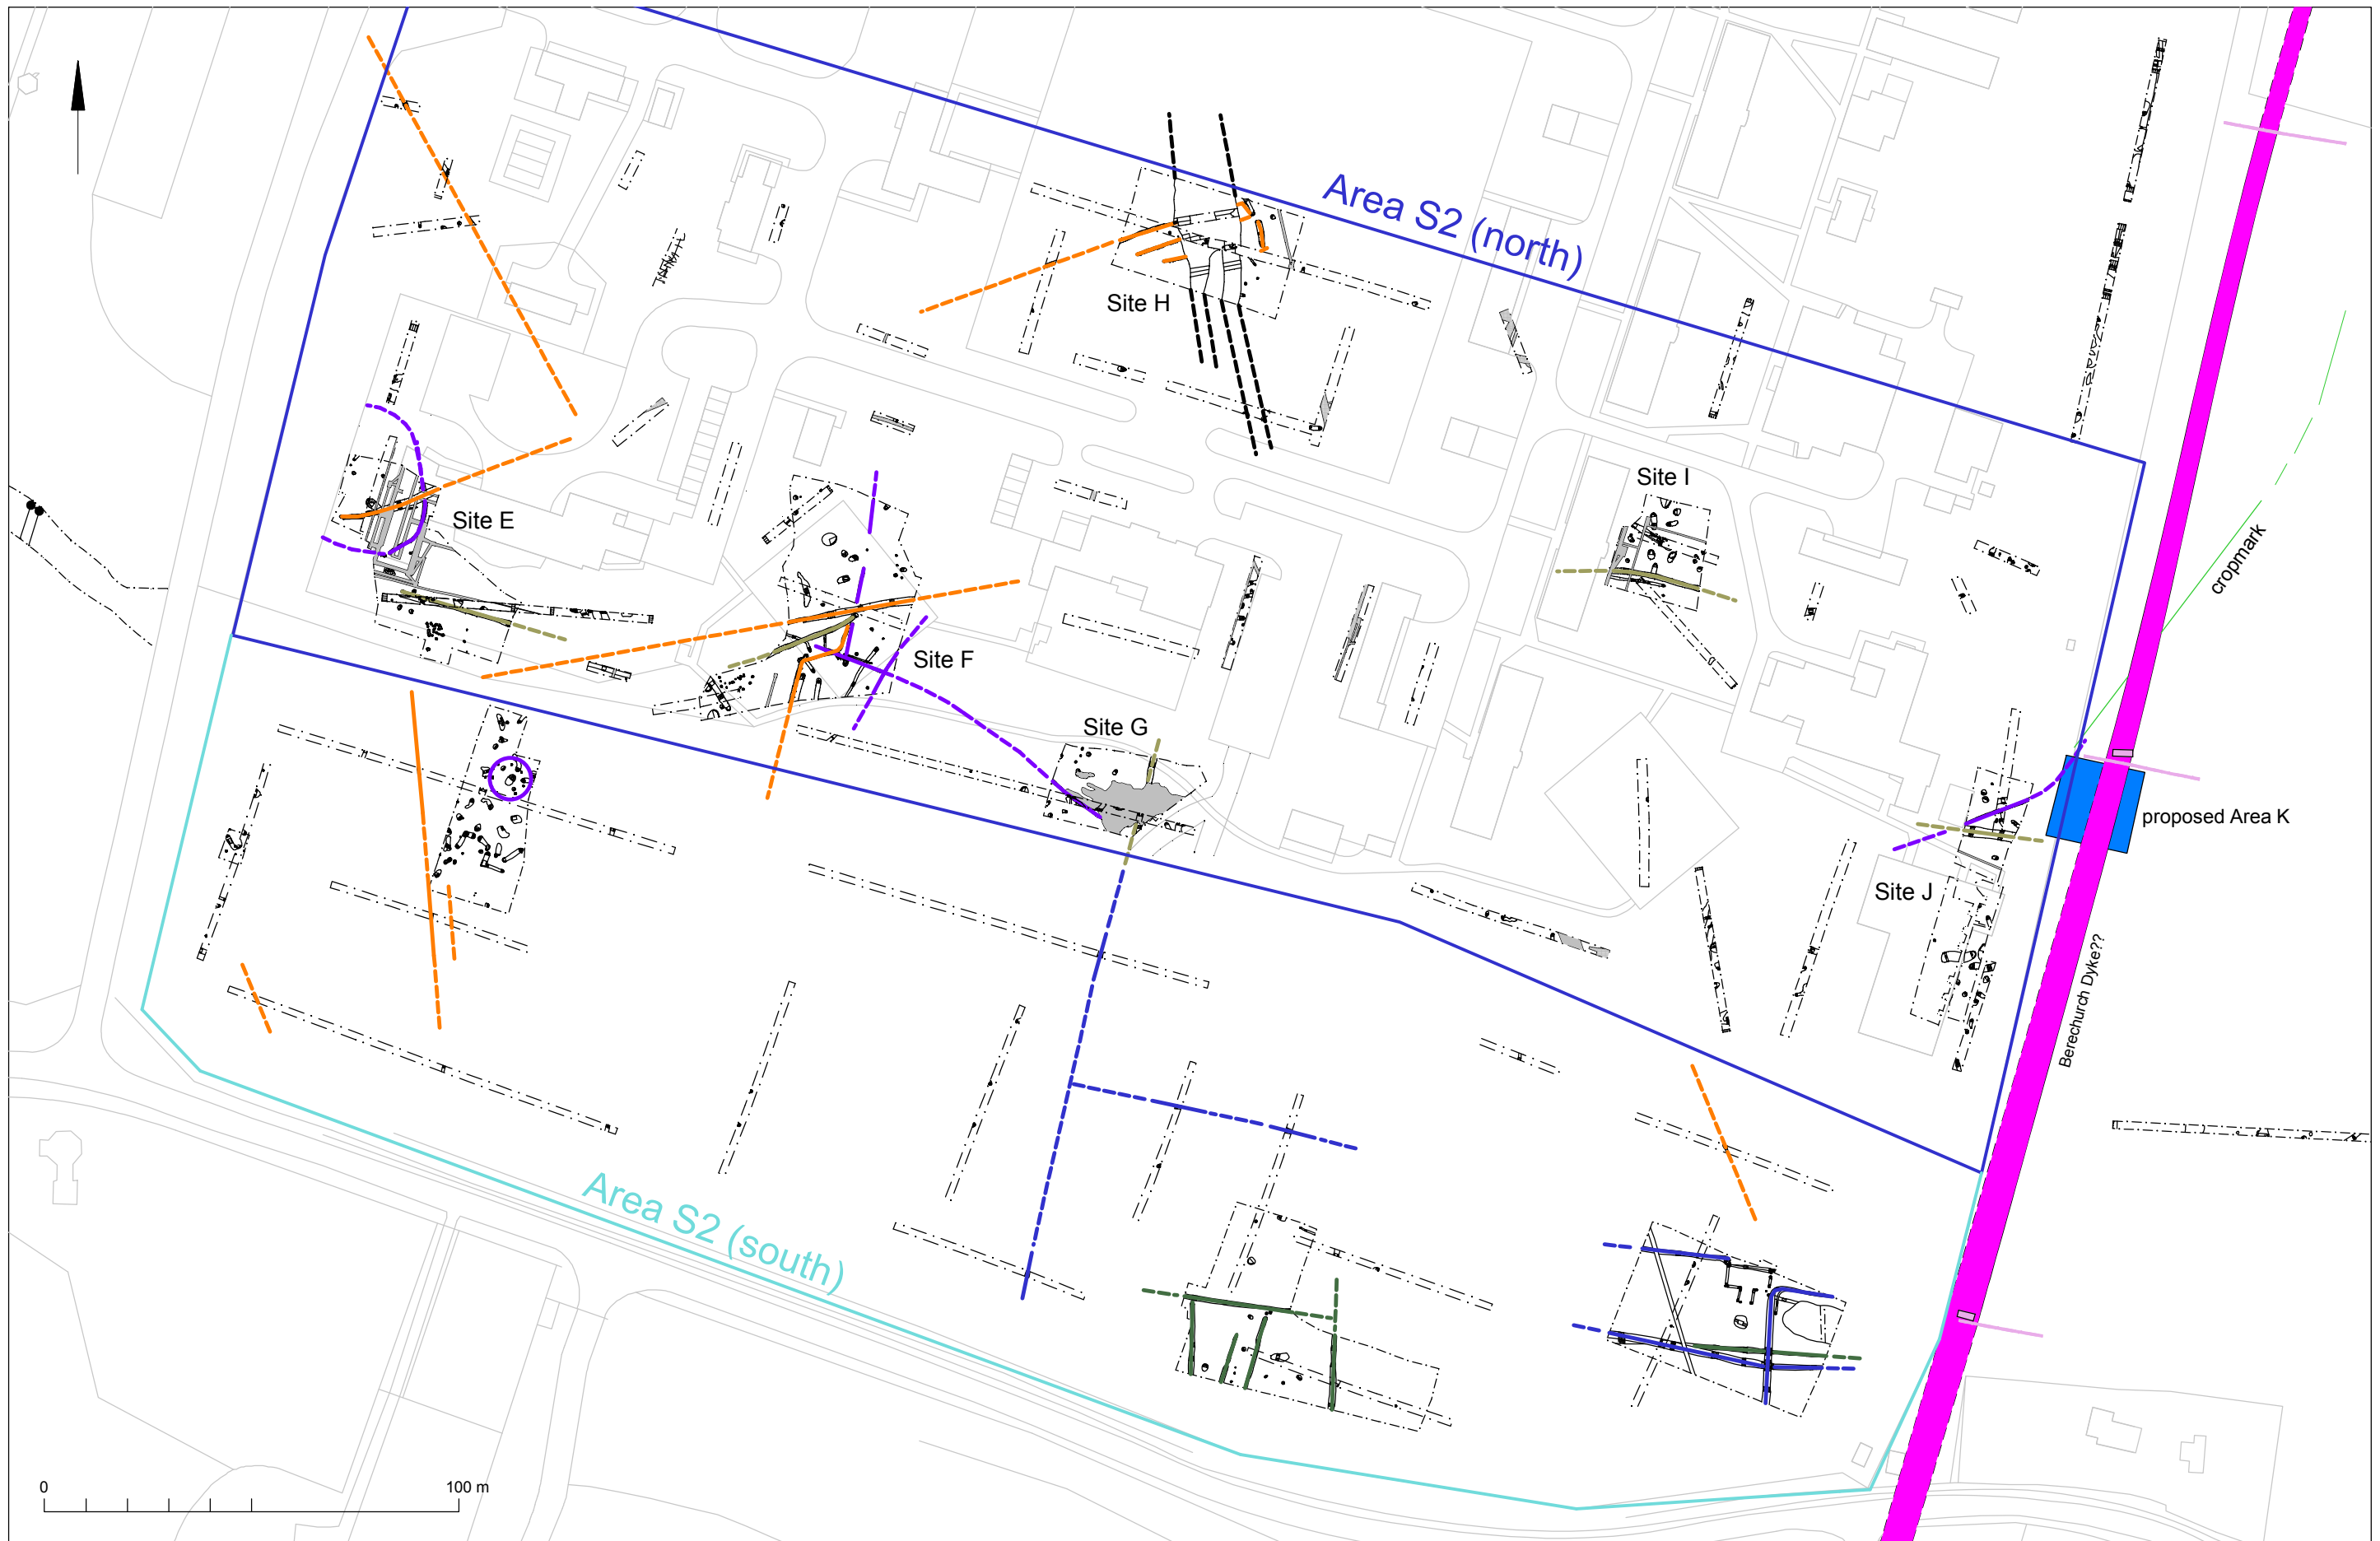 Area S2 (north)
Site H
Site I
Site E
cropmark
Site F
Site G
proposed Area K
Site J
Berechurch Dyke??
Area S2 (south)
0
100 m